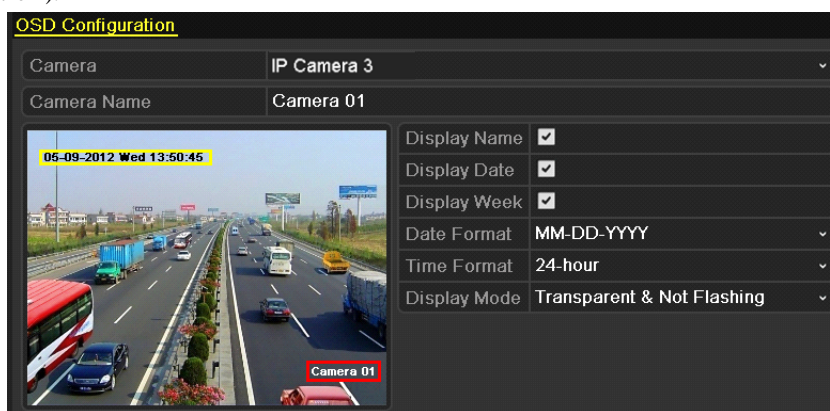 OSD Configuration
Camera IP Camera 3
Camera Name Camera 01
05-09-2012 Wed 13:50:45
Camera 01
Display Name
Display Date
Display Week
Date Format MM-DD-YYYY
Time Format 24-hour
Display Mode Transparent & Not Flashing